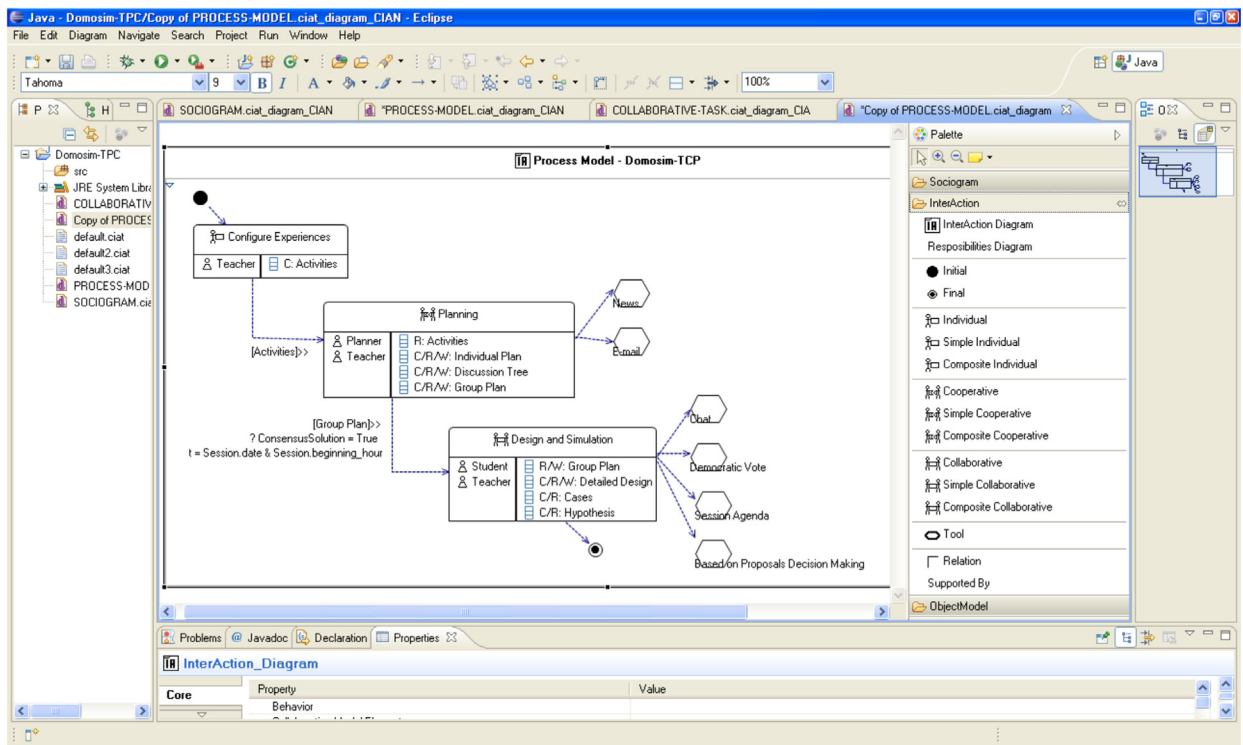 Java - Domosim-TPC/Copy of PROCESS-MODEL.ciat_diagram_CIAN - Eclipse
File Edit Diagram Navigate Search Project Run Window Help
Java
Tahoma 9 B I A 100%
P H
SOCIOGRAM.ciat_diagram_CIAN
*PROCESS-MODEL.ciat_diagram_CIAN
COLLABORATIVE-TASK.ciat_diagram_CIA
*Copy of PROCESS-MODEL.ciat_diagram
Domosim-TPC
src
JRE System Libra
COLLABORATIV
Copy of PROCES
default.ciat
default2.ciat
default3.ciat
PROCESS-MOD
SOCIOGRAM.cia
Process Model - Domosim-TCP
Configure Experiences
Teacher
C: Activities
[Activities]>>
Planning
Planner
Teacher
R: Activities
C/R/W: Individual Plan
C/R/W: Discussion Tree
C/R/W: Group Plan
News
E-mail
[Group Plan]>>
? ConsensusSolution = True
t = Session.date & Session.beginning_hour
Design and Simulation
Student
Teacher
R/W: Group Plan
C/R/W: Detailed Design
C/R: Cases
C/R: Hypothesis
Chat
Democratic Vote
Session Agenda
Based on Proposals Decision Making
Palette
Sociogram
InterAction
InterAction Diagram
Resposibilities Diagram
Initial
Final
Individual
Simple Individual
Composite Individual
Cooperative
Simple Cooperative
Composite Cooperative
Collaborative
Simple Collaborative
Composite Collaborative
Tool
Relation
Supported By
ObjectModel
Problems @ Javadoc Declaration Properties
InterAction_Diagram
Core
Property Value
Behavior